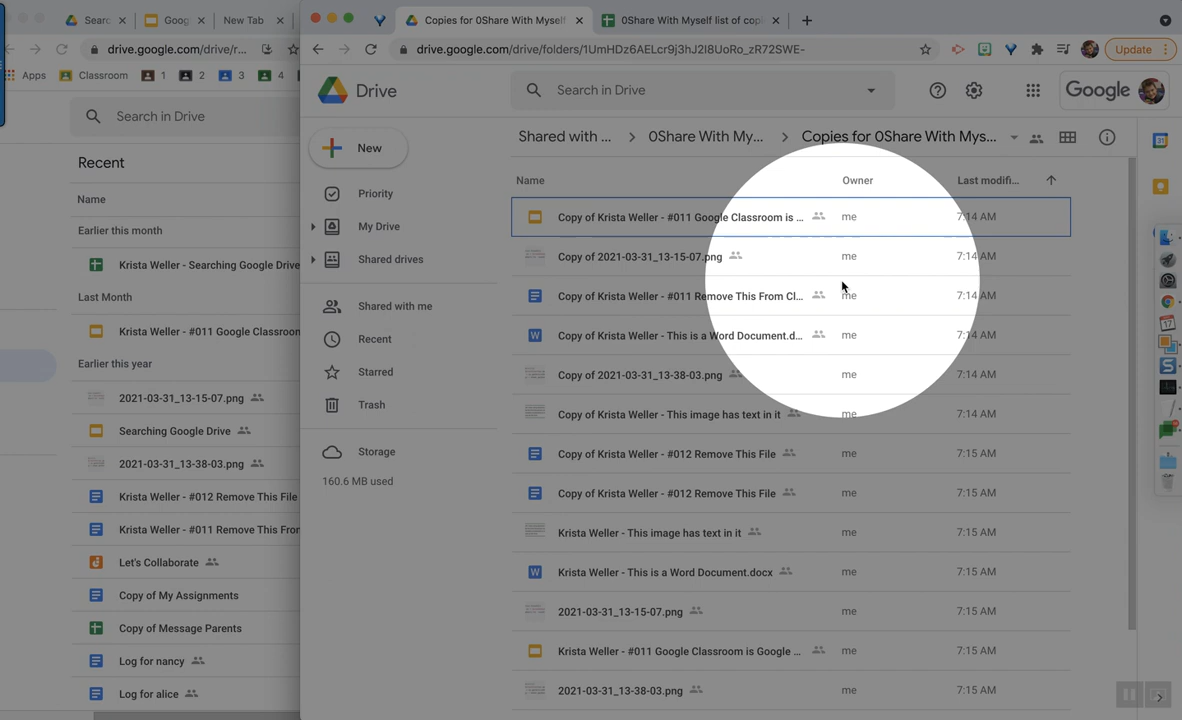 Searc
Goog
New Tab
Copies for 0Share With Myself
0Share With Myself list of copi
drive.google.com/drive/r...
drive.google.com/drive/folders/1UmHDz6AELcr9j3hJ2I8UoRo_zR72SWE-
Update
Apps
Classroom
1
2
3
4
Search in Drive
Recent
Name
Earlier this month
Krista Weller - Searching Google Drive
Last Month
Krista Weller - #011 Google Classroon
Earlier this year
2021-03-31_13-15-07.png
Searching Google Drive
2021-03-31_13-38-03.png
Krista Weller - #012 Remove This File
Krista Weller - #011 Remove This From
Let's Collaborate
Copy of My Assignments
Copy of Message Parents
Log for nancy
Log for alice
Drive
Search in Drive
Google
New
Priority
My Drive
Shared drives
Shared with me
Recent
Starred
Trash
Storage
160.6 MB used
Shared with ...
0Share With My...
Copies for 0Share With Mys...
Name Owner Last modifi...
Copy of Krista Weller - #011 Google Classroom is ... me 7:14 AM
Copy of 2021-03-31_13-15-07.png me 7:14 AM
Copy of Krista Weller - #011 Remove This From Cl... me 7:14 AM
Copy of Krista Weller - This is a Word Document.d... me 7:14 AM
Copy of 2021-03-31_13-38-03.png me 7:14 AM
Copy of Krista Weller - This image has text in it me 7:14 AM
Copy of Krista Weller - #012 Remove This File me 7:15 AM
Copy of Krista Weller - #012 Remove This File me 7:15 AM
Krista Weller - This image has text in it me 7:15 AM
Krista Weller - This is a Word Document.docx me 7:15 AM
2021-03-31_13-15-07.png me 7:15 AM
Krista Weller - #011 Google Classroom is Google ... me 7:15 AM
2021-03-31_13-38-03.png me 7:15 AM